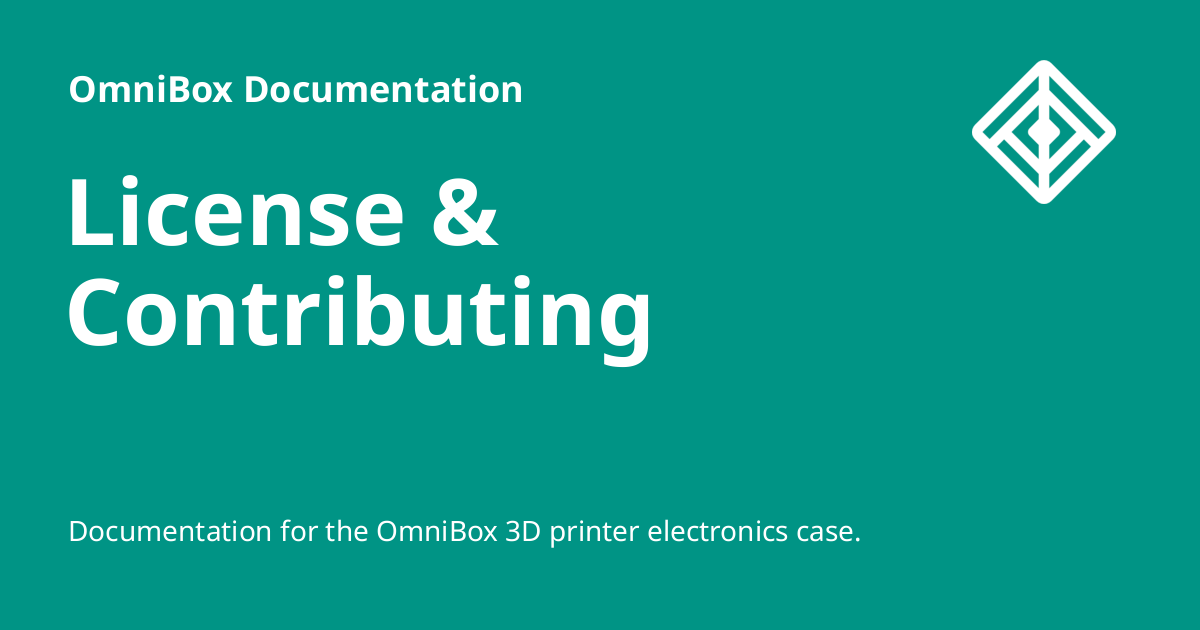 OmniBox Documentation
License &
Contributing
Documentation for the OmniBox 3D printer electronics case.